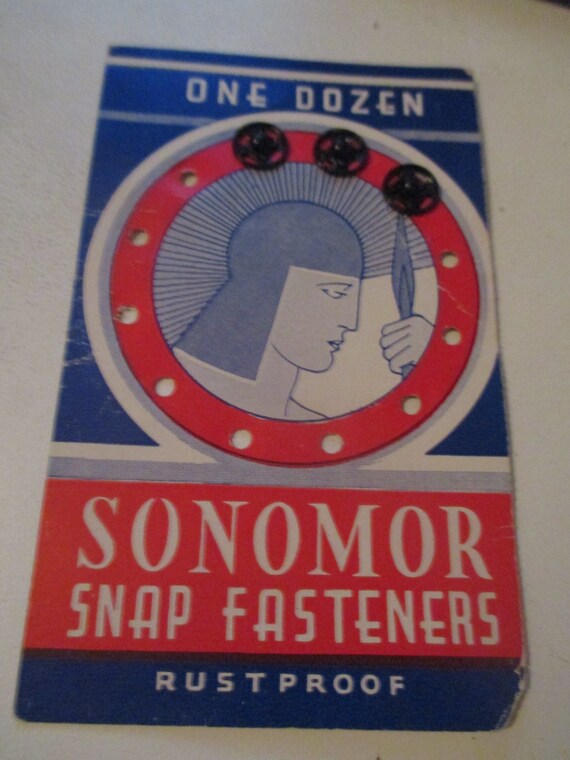 ONE DOZEN
SONOMOR
SNAP FASTENERS
RUSTPROOF